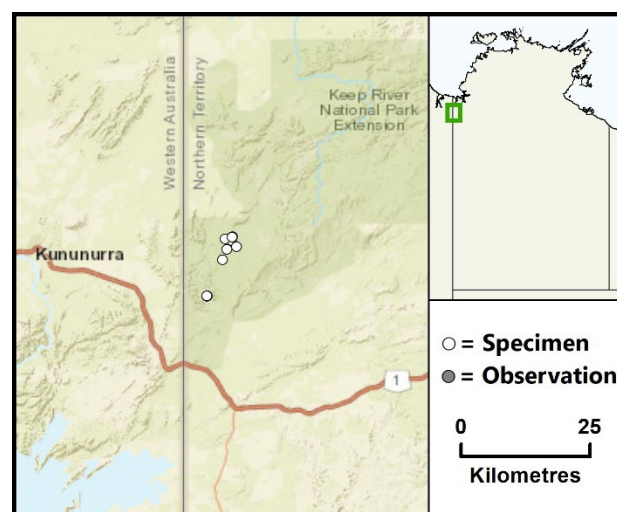 Keep River
National Park
Extension
Western Australia
Northern Territory
Kununurra
1
= Specimen
= Observation
0 25
Kilometres